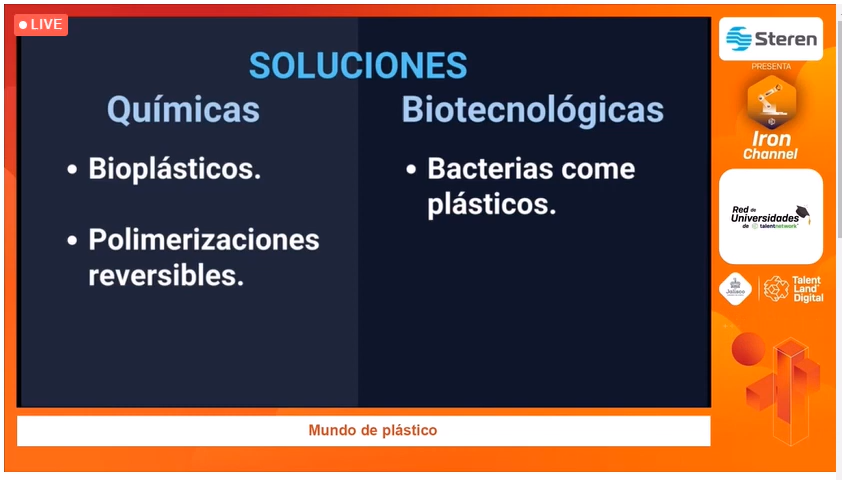 LIVE
SOLUCIONES
Químicas
• Bioplásticos.
• Polimerizaciones
reversibles.
Biotecnológicas
• Bacterias come
plásticos.
Mundo de plástico
Steren
PRESENTA
Iron
Channel
Red de
Universidades
de talentnetwork
Jalisco
Talent
Land
Digital